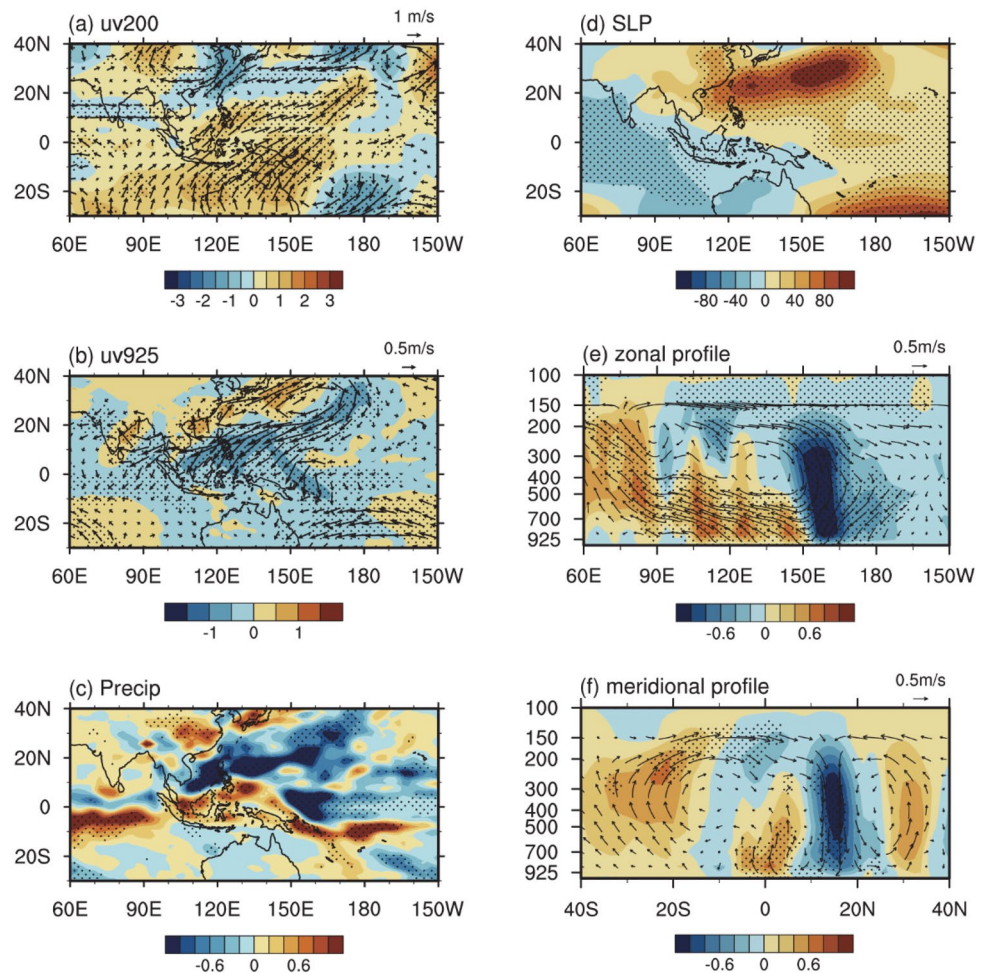 (a) uv200
1 m/s
40N
20N
0
20S
60E 90E 120E 150E 180 150W
-3 -2 -1 0 1 2 3
(b) uv925
0.5m/s
40N
20N
0
20S
60E 90E 120E 150E 180 150W
-1 0 1
(c) Precip
40N
20N
0
20S
60E 90E 120E 150E 180 150W
-0.6 0 0.6
(d) SLP
40N
20N
0
20S
60E 90E 120E 150E 180 150W
-80 -40 0 40 80
(e) zonal profile
0.5m/s
100
150
200
300
400
500
700
925
60E 90E 120E 150E 180 150W
-0.6 0 0.6
(f) meridional profile
0.5m/s
100
150
200
300
400
500
700
925
40S 20S 0 20N 40N
-0.6 0 0.6